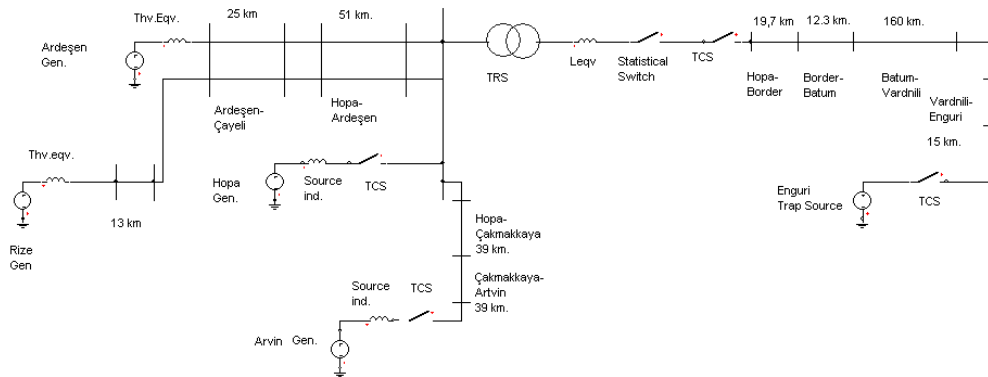 Thv.Eqv.
25 km
51 km.
19,7 km
12.3 km.
160 km.
Ardeşen
Gen.
TRS
Leqv
Statistical
Switch
TCS
Hopa-
Border
Border-
Batum
Batum-
Vardnili
Vardnili-
Enguri
15 km.
Ardeşen-
Çayeli
Hopa-
Ardeşen
Thv.eqv.
Hopa
Gen.
Source
ind.
TCS
Enguri
Trap Source
TCS
13 km
Rize
Gen
Hopa-
Çakmakkaya
39 km.
Çakmakkaya-
Artvin
39 km.
Source
ind.
TCS
Arvin Gen.